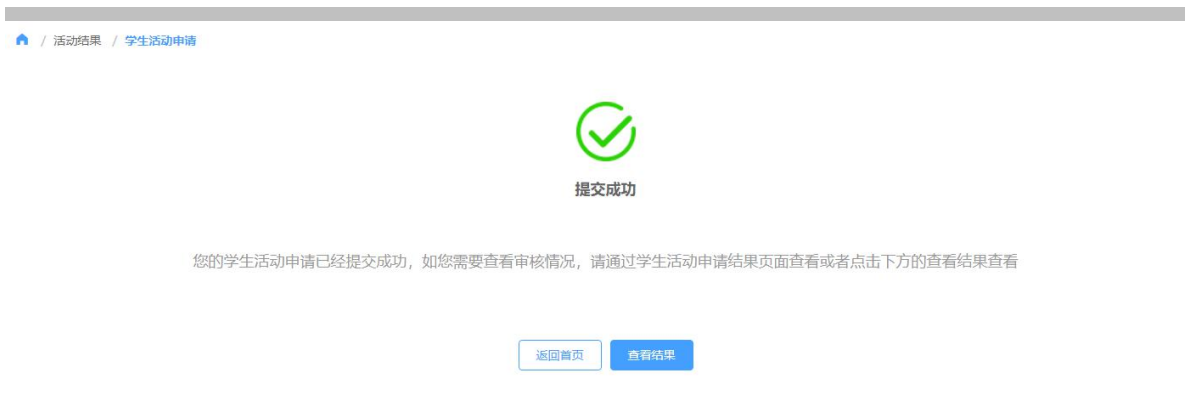 / 活动结果 / 学生活动申请
提交成功
您的学生活动申请已经提交成功，如您需要查看审核情况，请通过学生活动申请结果页面查看或者点击下方的查看结果查看
返回首页 查看结果